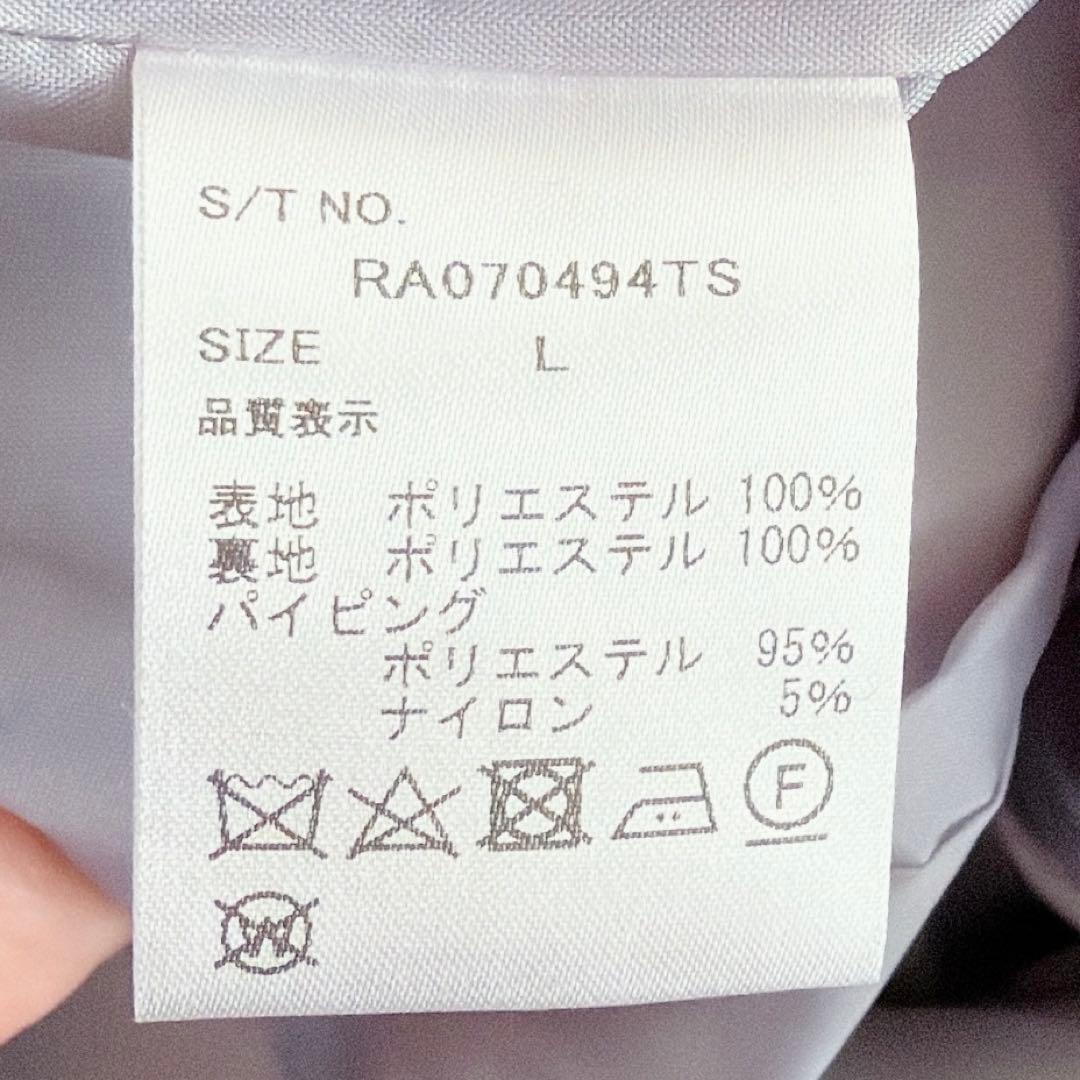 S/T NO.
RA070494TS
SIZE L
品質表示
表地 ポリエステル 100%
裏地 ポリエステル 100%
パイピング
ポリエステル 95%
ナイロン 5%
F
W